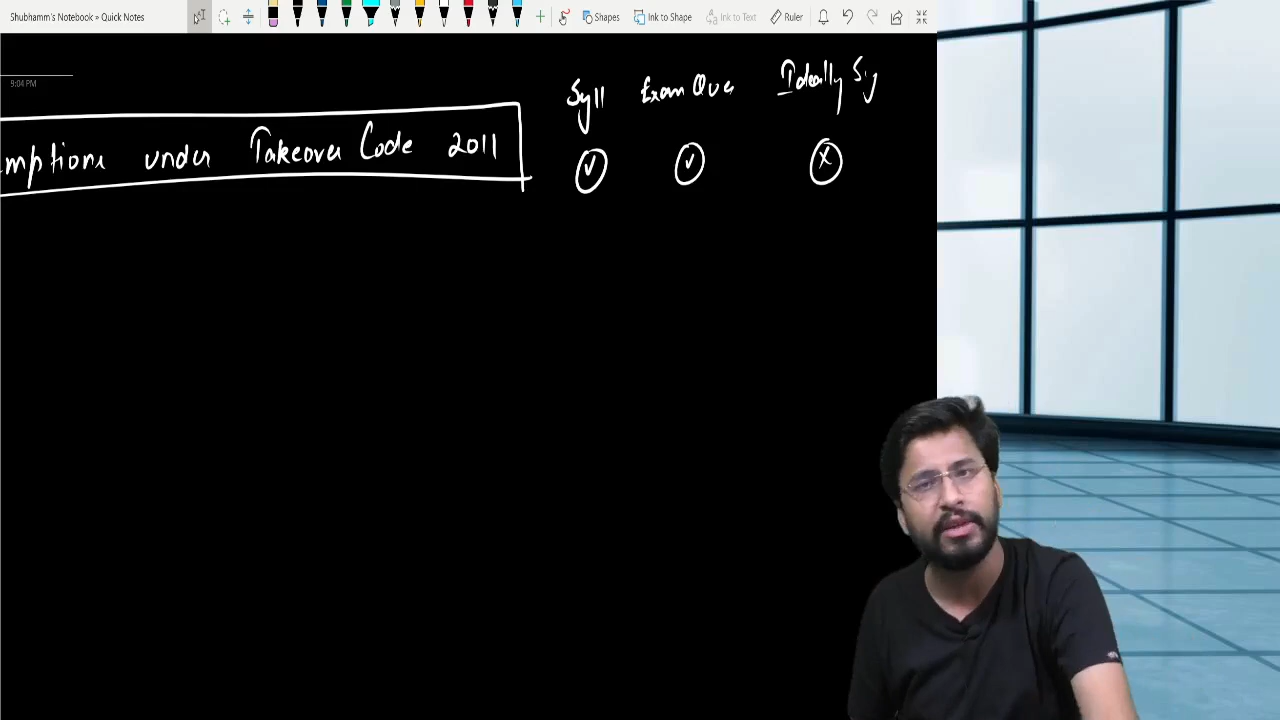 Shubhamm's Notebook » Quick Notes
Shapes
Ink to Shape
Ink to Text
Ruler
9:04 PM
Syll Exam Que Ideally Sig
mptions under Takeover Code 2011